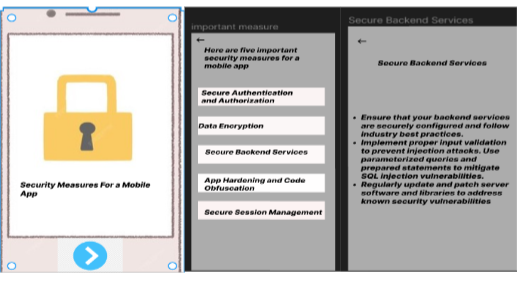 Security Measures For a Mobile
App
important measure
Here are five important
security measures for a
mobile app
Secure Authentication
and Authorization
Data Encryption
Secure Backend Services
App Hardening and Code
Obfuscation
Secure Session Management
Secure Backend Services
Secure Backend Services
• Ensure that your backend services
are securely configured and follow
industry best practices.
• Implement proper input validation
to prevent injection attacks. Use
parameterized queries and
prepared statements to mitigate
SQL injection vulnerabilities.
• Regularly update and patch server
software and libraries to address
known security vulnerabilities